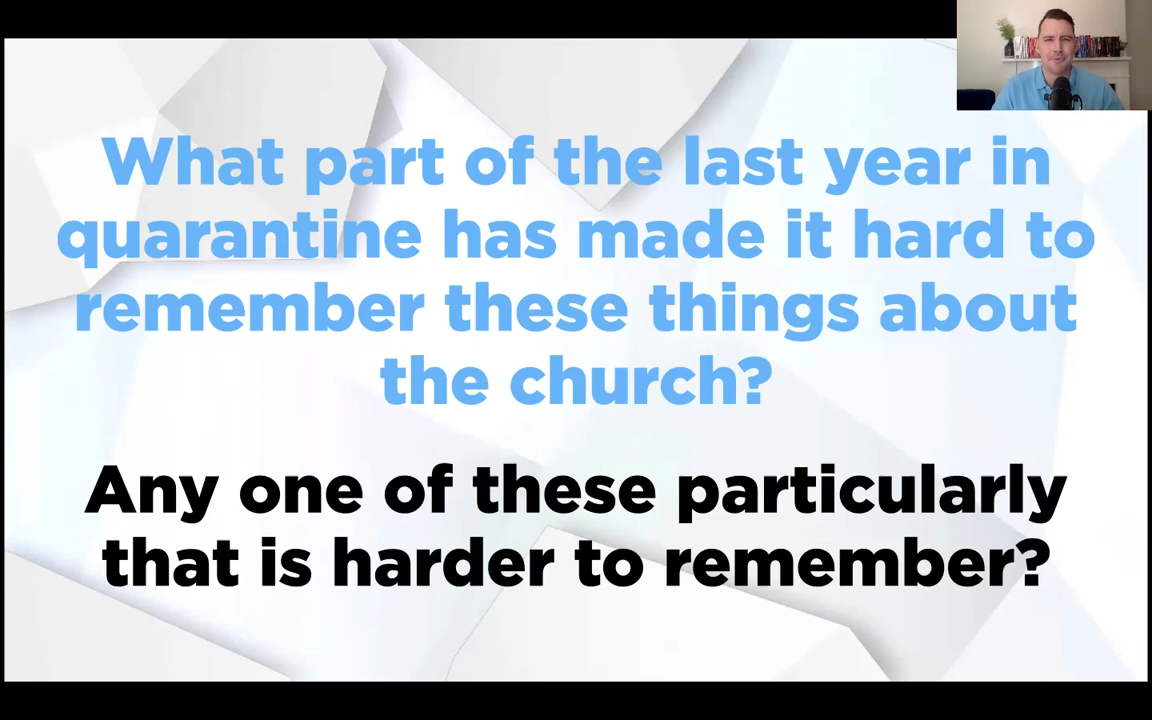 What part of the last year in
quarantine has made it hard to
remember these things about
the church?
Any one of these particularly
that is harder to remember?